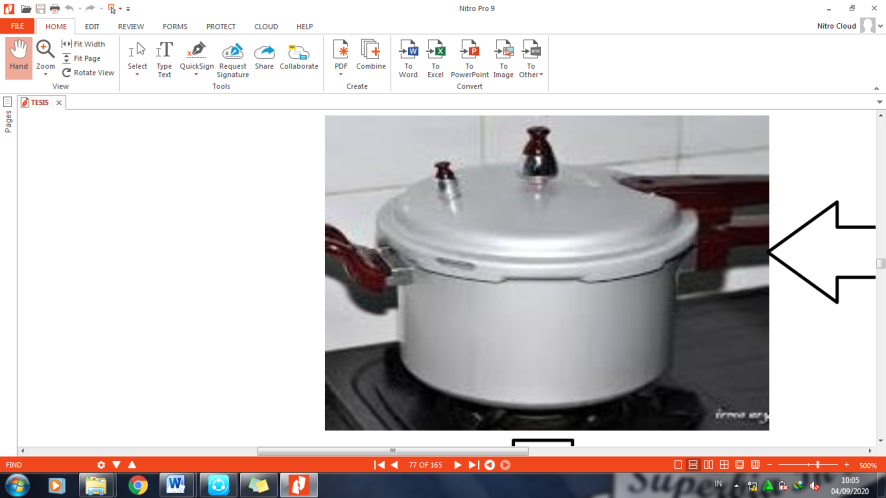 Nitro Pro 9
FILE HOME EDIT REVIEW FORMS PROTECT CLOUD HELP Nitro Cloud
Hand Zoom Fit Width Fit Page Rotate View Select Type Text QuickSign Request Signature Share Collaborate PDF Combine To Word To Excel To PowerPoint To Image To Other
View Tools Create Convert
TESIS
Pages
FIND 77 OF 165 500%
IN 10:05
04/09/2020